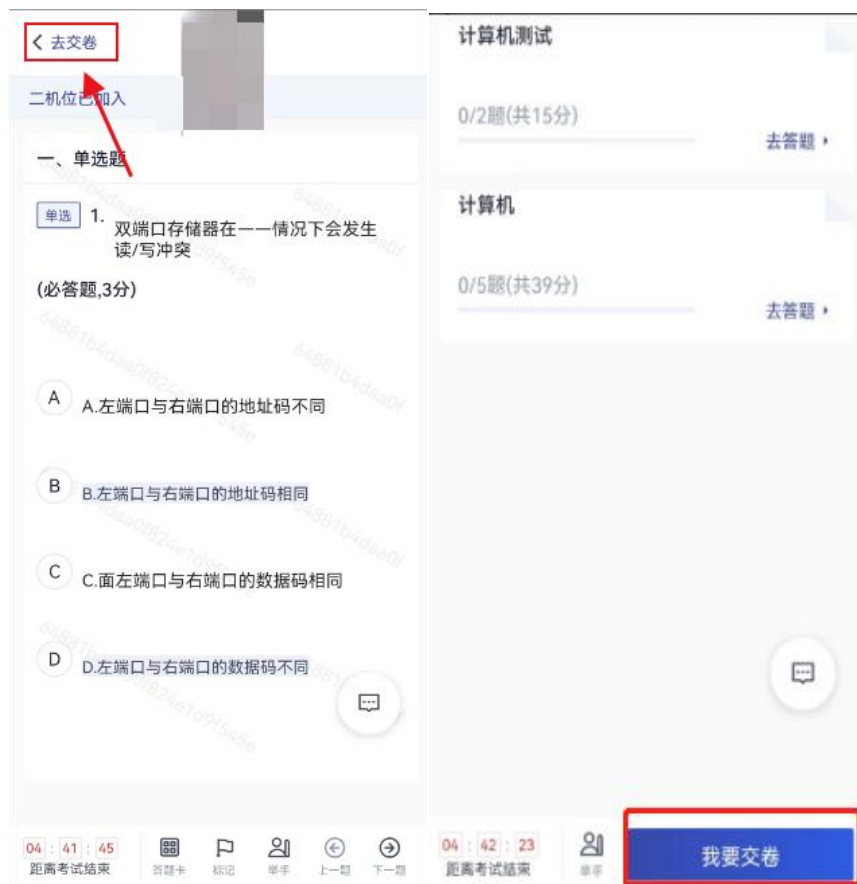 去交卷
二机位已加入
一、单选题
单选 1. 双端口存储器在一一情况下会发生
读/写冲突
(必答题,3分)
A A.左端口与右端口的地址码不同
B B.左端口与右端口的地址码相同
C C.面左端口与右端口的数据码相同
D D.左端口与右端口的数据码不同
04 : 41 : 45
距离考试结束
答题卡 标记 举手 上一题 下一题
计算机测试
0/2题(共15分)
去答题
计算机
0/5题(共39分)
去答题
04 : 42 : 23
距离考试结束
举手
我要交卷